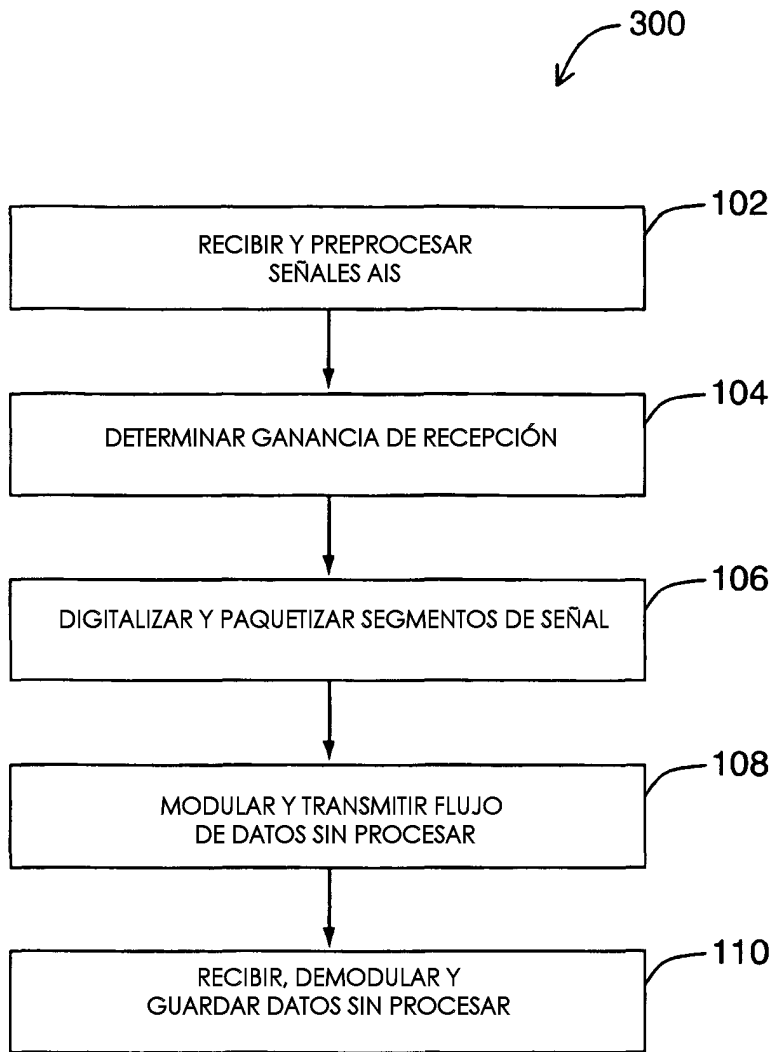 300
102
RECIBIR Y PREPROCESAR
SEÑALES AIS
104
DETERMINAR GANANCIA DE RECEPCIÓN
106
DIGITALIZAR Y PAQUETIZAR SEGMENTOS DE SEÑAL
108
MODULAR Y TRANSMITIR FLUJO
DE DATOS SIN PROCESAR
110
RECIBIR, DEMODULAR Y
GUARDAR DATOS SIN PROCESAR